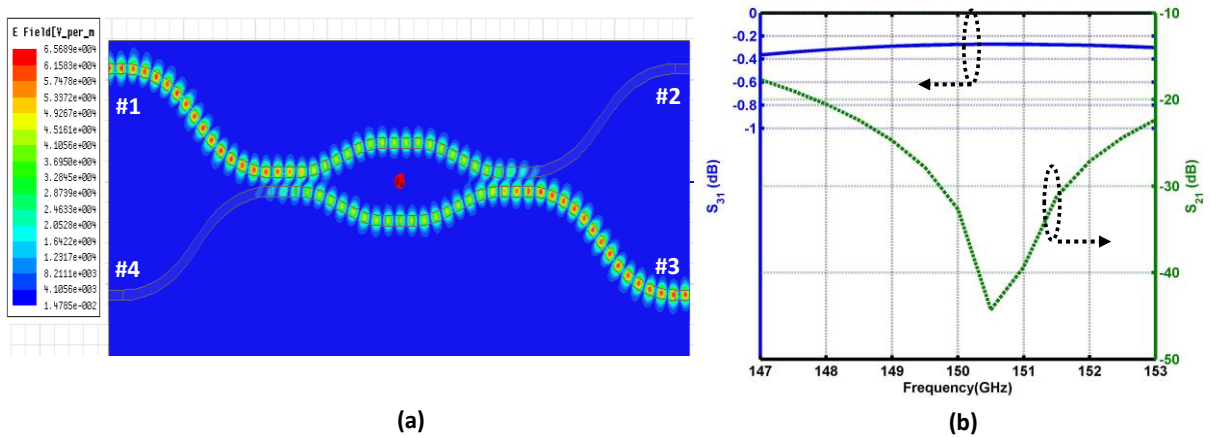 E Field[V_per_m
6.5689e+004
6.1583e+004
5.7478e+004
5.3372e+004
4.9267e+004
4.5161e+004
4.1056e+004
3.6950e+004
3.2845e+004
2.8739e+004
2.4633e+004
2.0528e+004
1.6422e+004
1.2317e+004
8.2111e+003
4.1056e+003
1.4785e-002
#1
#2
#4
#3
(a)
0
-0.2
-0.4
-0.6
-0.8
-1
S31 (dB)
-10
-20
-30
-40
-50
S21 (dB)
147 148 149 150 151 152 153
Frequency(GHz)
(b)